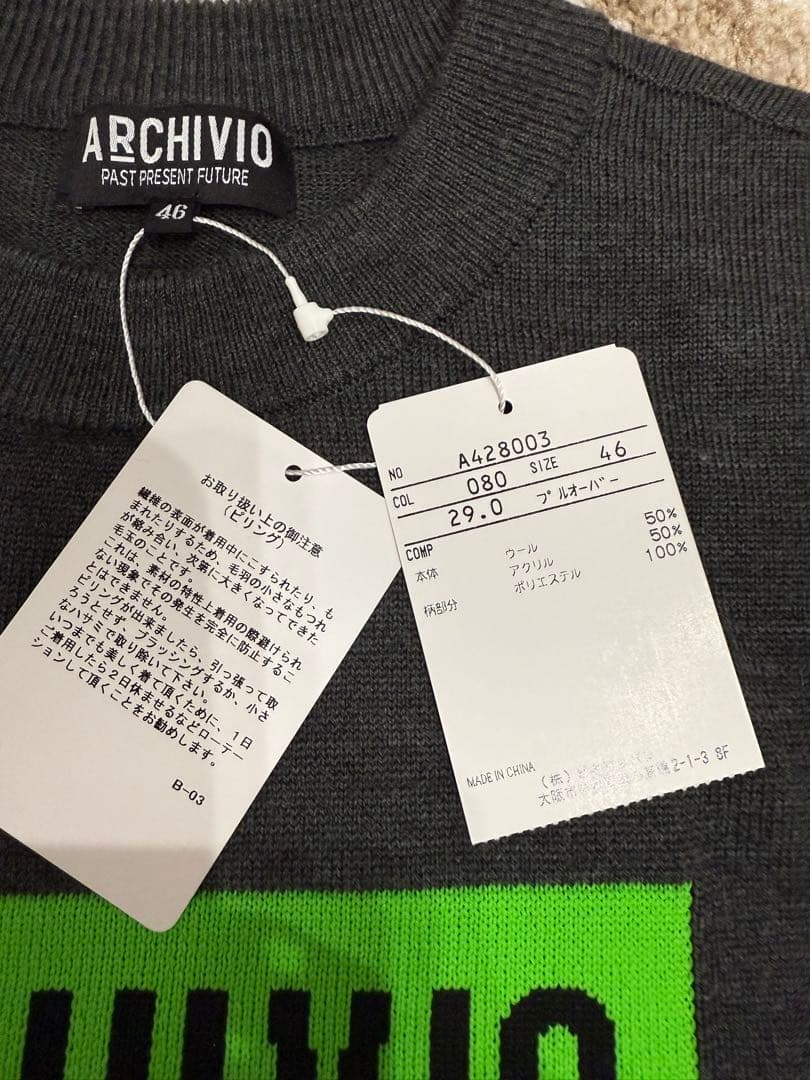 ARCHIVIO
PAST PRESENT FUTURE
46
お取り扱い上の御注意
(ピリング)
繊維の表面が着用中にこすられたり、も
まれたりするため、毛羽の小さなもつれ
が絡み合い、次第に大きくなってできた
毛玉のことです。
これは、素材の特性上着用の際避けられ
ない現象でその発生を完全に防止するこ
とはできません。
ピリングが出来ましたら、引っ張って取
ろうとせず、ブラッシングするか、小さ
なハサミで取り除いて下さい。
いつまでも美しく着て頂くために、1日
ご着用したら2日休ませるなどローテー
ションして頂くことをお勧めします。
B-03
NO A428003
COL 080 SIZE 46
29.0 プルオーバー
COMP
本体 ウール 50%
アクリル 50%
柄部分 ポリエステル 100%
MADE IN CHINA
(株)
大阪市 2-1-3 8F